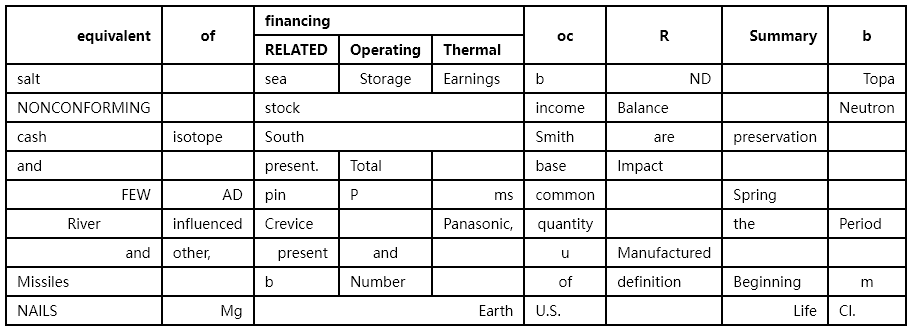 equivalent of financing oc R Summary b
RELATED Operating Thermal
salt sea Storage Earnings b ND Topa
NONCONFORMING stock income Balance Neutron
cash isotope South Smith are preservation
and present. Total base Impact
FEW AD pin P ms common Spring
River influenced Crevice Panasonic, quantity the Period
and other, present and u Manufactured
Missiles b Number of definition Beginning m
NAILS Mg Earth U.S. Life Cl.